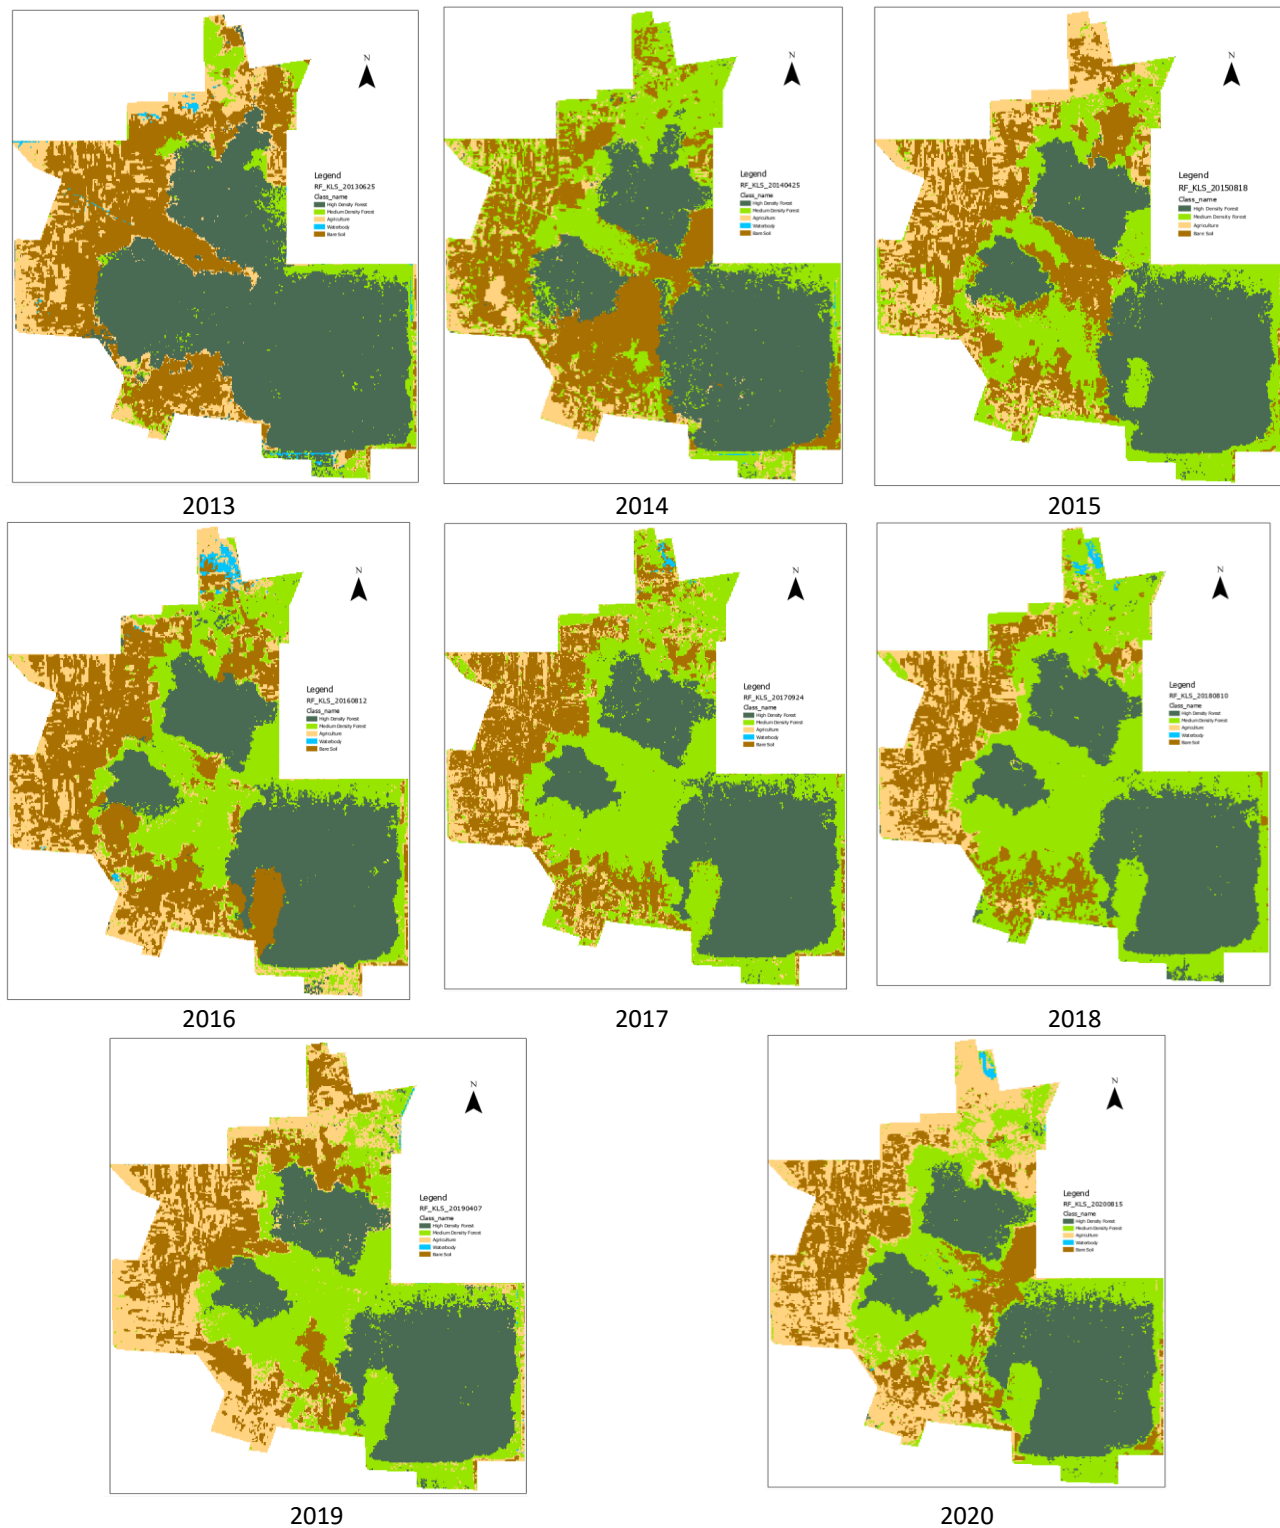 N
Legend
RF_KLS_20130625
Class_name
High Density Forest
Medium Density Forest
Agriculture
Waterbody
Bare Soil
2013
N
Legend
RF_KLS_20140425
Class_name
High Density Forest
Medium Density Forest
Agriculture
Waterbody
Bare Soil
2014
N
Legend
RF_KLS_20150818
Class_name
High Density Forest
Medium Density Forest
Agriculture
Bare Soil
2015
N
Legend
RF_KLS_20160812
Class_name
High Density Forest
Medium Density Forest
Agriculture
Waterbody
Bare Soil
2016
N
Legend
RF_KLS_20170924
Class_name
High Density Forest
Medium Density Forest
Agriculture
Waterbody
Bare Soil
2017
N
Legend
RF_KLS_20180810
Class_name
High Density Forest
Medium Density Forest
Agriculture
Waterbody
Bare Soil
2018
N
Legend
RF_KLS_20190407
Class_name
High Density Forest
Medium Density Forest
Agriculture
Waterbody
Bare Soil
2019
N
Legend
RF_KLS_20200815
Class_name
High Density Forest
Medium Density Forest
Agriculture
Waterbody
Bare Soil
2020